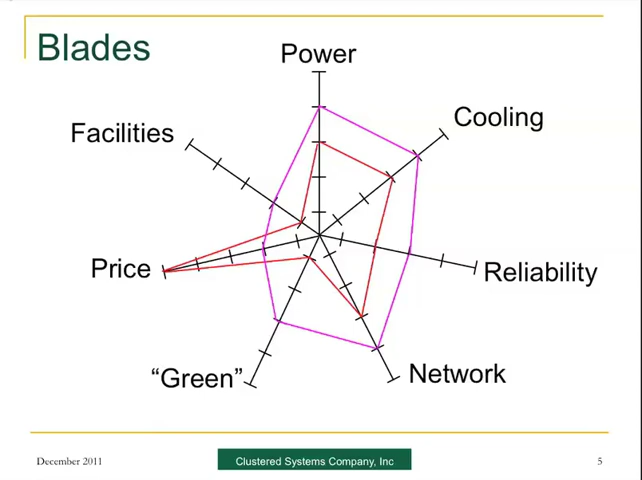 Blades
Power
Cooling
Facilities
Reliability
Price
Network
“Green”
December 2011
Clustered Systems Company, Inc
5